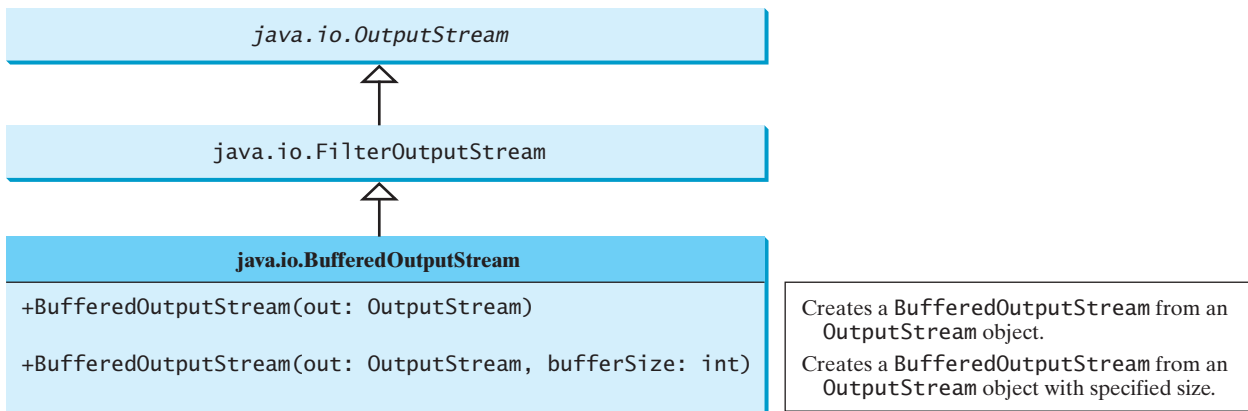 java.io.OutputStream
java.io.FilterOutputStream
java.io.BufferedOutputStream
+BufferedOutputStream(out: OutputStream)
+BufferedOutputStream(out: OutputStream, bufferSize: int)
Creates a BufferedOutputStream from an
OutputStream object.
Creates a BufferedOutputStream from an
OutputStream object with specified size.